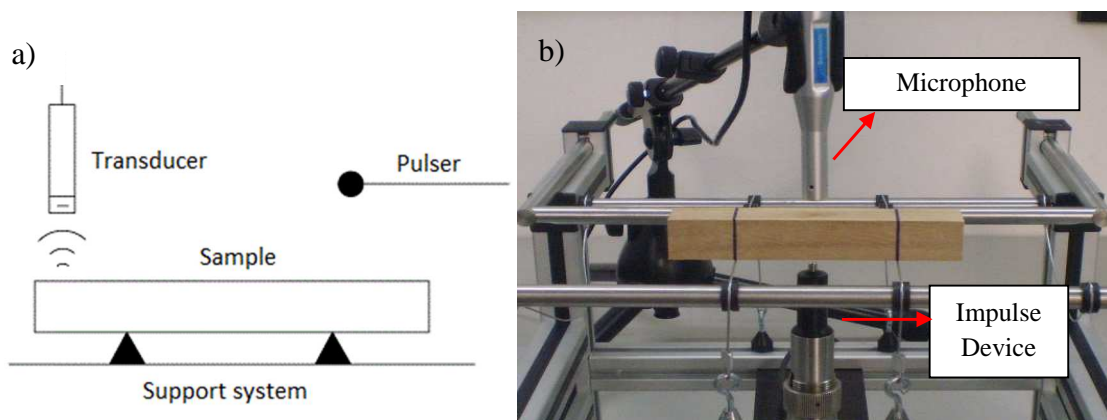 a)
Transducer
Pulser
Sample
Support system
b)
Microphone
Impulse
Device